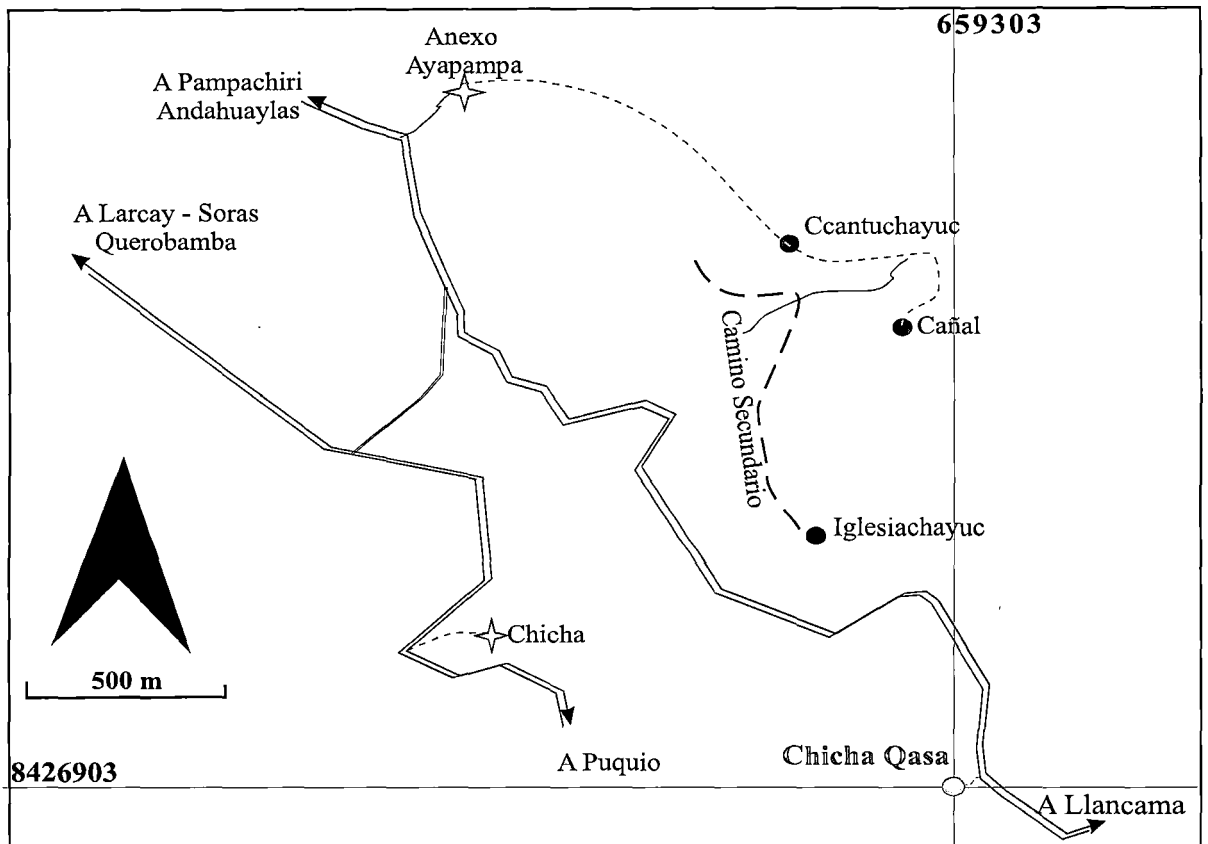 659303
Anexo
Ayapampa
A Pampachiri
Andahuaylas
A Larcay - Soras
Querobamba
Ccantuchayuc
Cañal
Camino Secundario
Iglesiachayuc
Chicha
500 m
A Puquio
Chicha Qasa
8426903
A Llancama